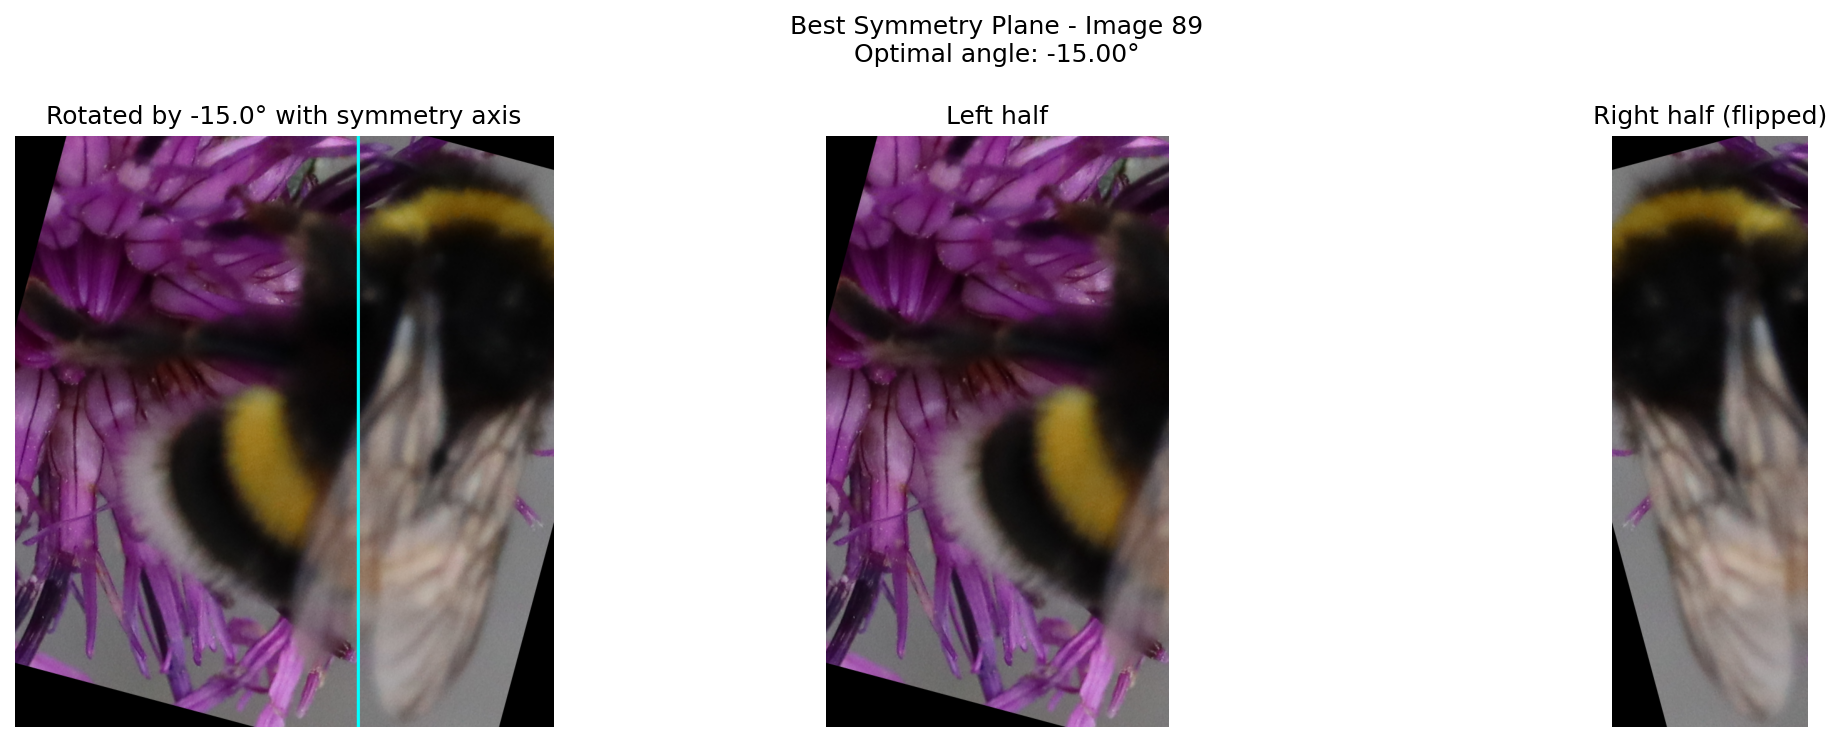 Best Symmetry Plane - Image 89
Optimal angle: -15.00°
Rotated by -15.0° with symmetry axis
Left half
Right half (flipped)